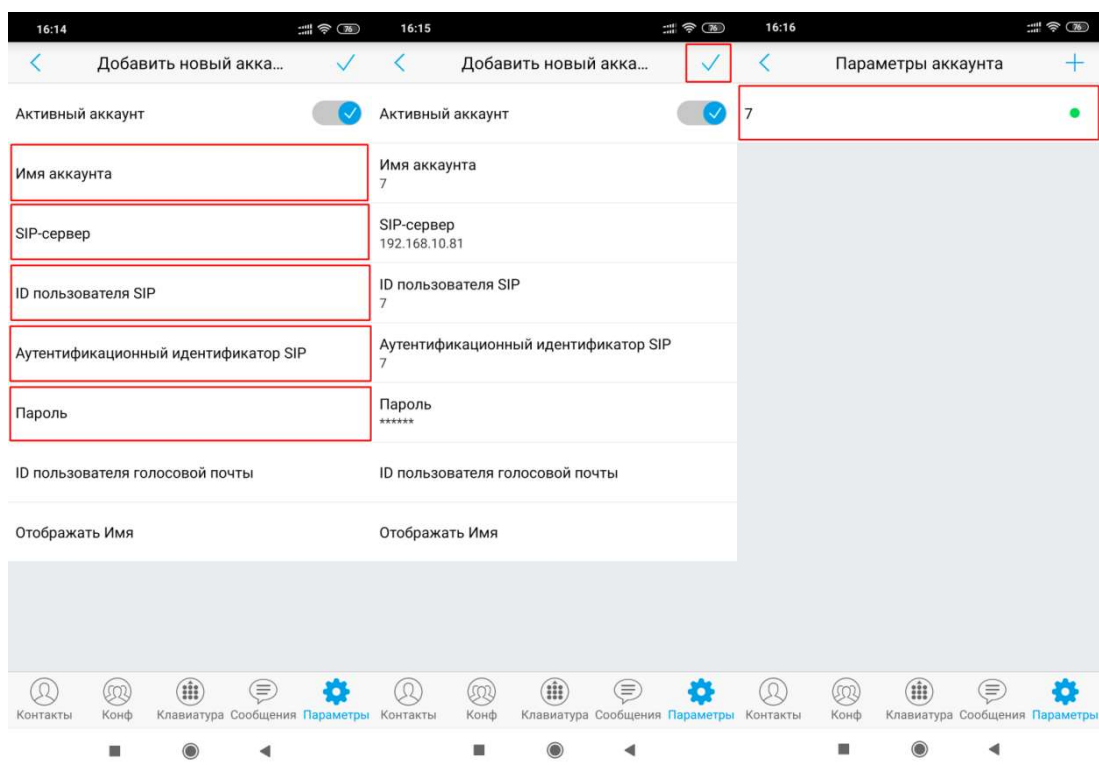 16:14
76
Добавить новый акка...
Активный аккаунт
Имя аккаунта
SIP-сервер
ID пользователя SIP
Аутентификационный идентификатор SIP
Пароль
ID пользователя голосовой почты
Отображать Имя
Контакты Конф Клавиатура Сообщения Параметры
16:15
76
Добавить новый акка...
Активный аккаунт
Имя аккаунта
7
SIP-сервер
192.168.10.81
ID пользователя SIP
7
Аутентификационный идентификатор SIP
7
Пароль
******
ID пользователя голосовой почты
Отображать Имя
Контакты Конф Клавиатура Сообщения Параметры
16:16
76
Параметры аккаунта
7
Контакты Конф Клавиатура Сообщения Параметры